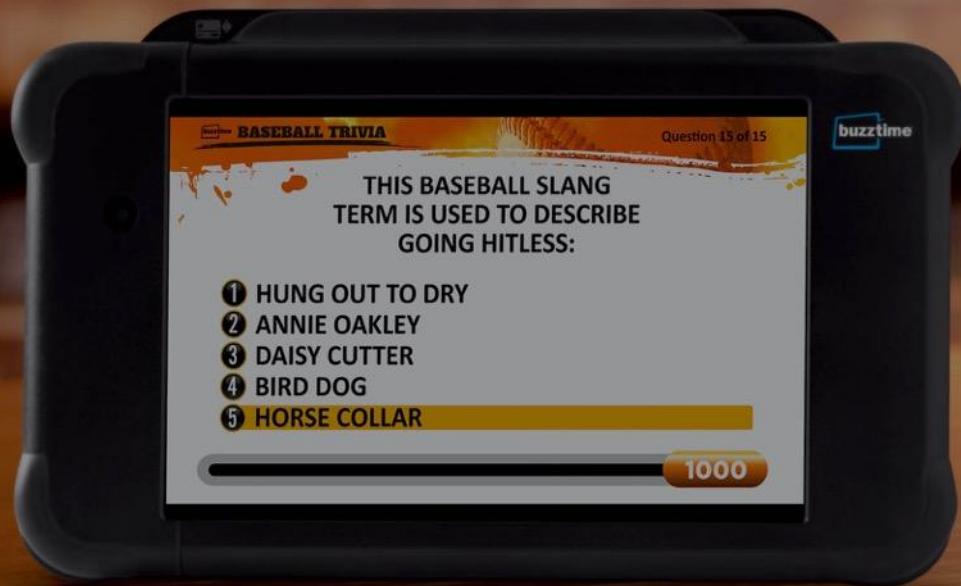 buzztime BASEBALL TRIVIA
Question 15 of 15
buzztime
THIS BASEBALL SLANG
TERM IS USED TO DESCRIBE
GOING HITLESS:
1 HUNG OUT TO DRY
2 ANNIE OAKLEY
3 DAISY CUTTER
4 BIRD DOG
5 HORSE COLLAR
1000